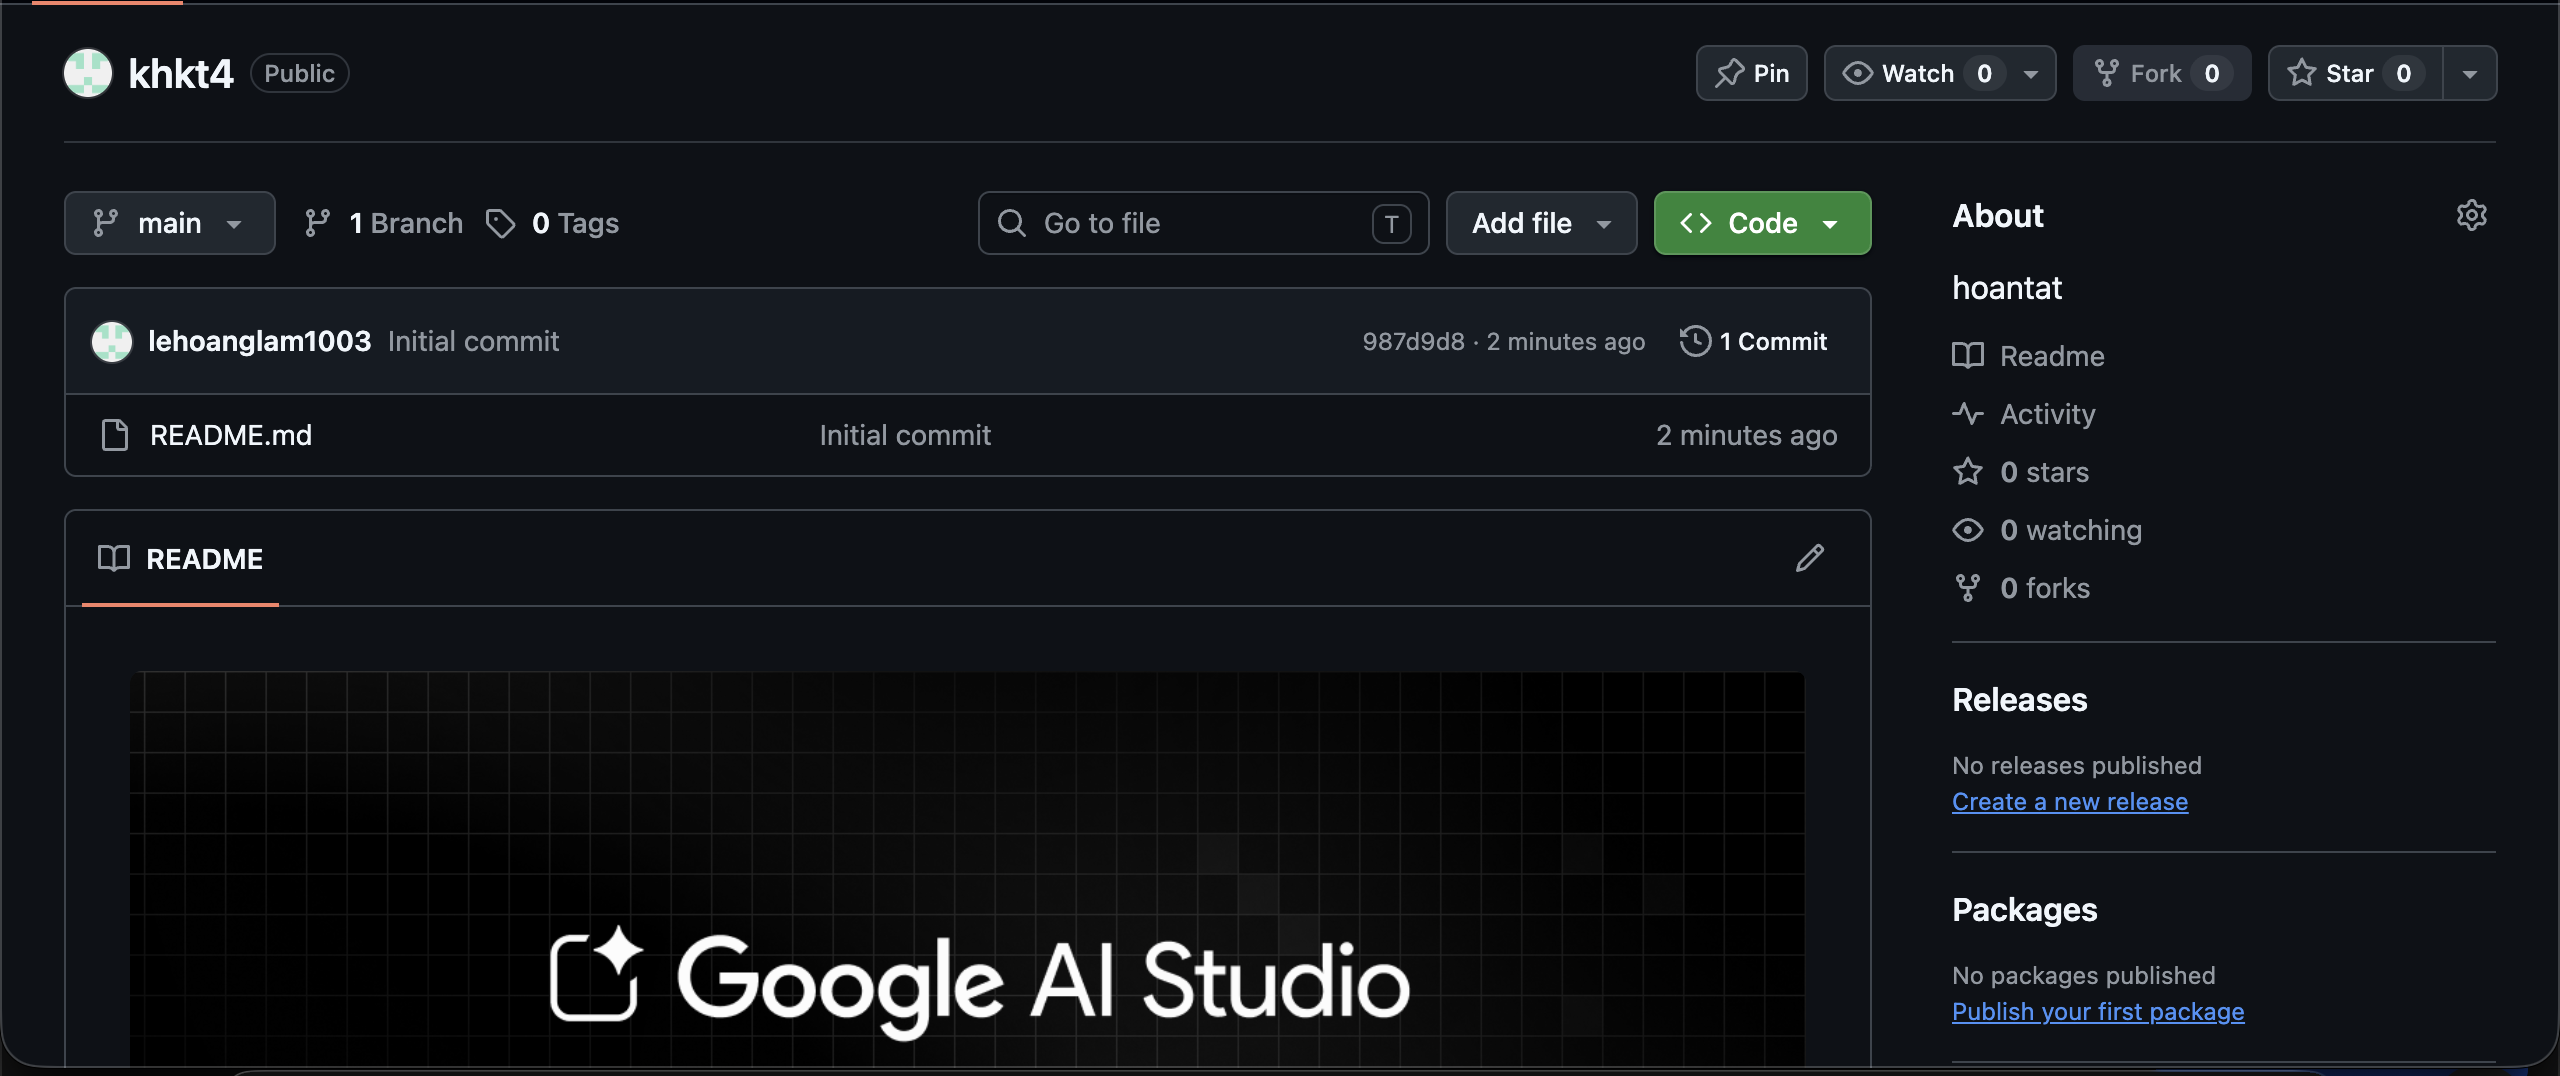 khkt4 Public Pin Watch 0 Fork 0 Star 0
main 1 Branch 0 Tags Go to file T Add file Code
lehoanglam1003 Initial commit 987d9d8 · 2 minutes ago 1 Commit
README.md Initial commit 2 minutes ago
README
Google AI Studio
About
hoantat
Readme
Activity
0 stars
0 watching
0 forks
Releases
No releases published
Create a new release
Packages
No packages published
Publish your first package